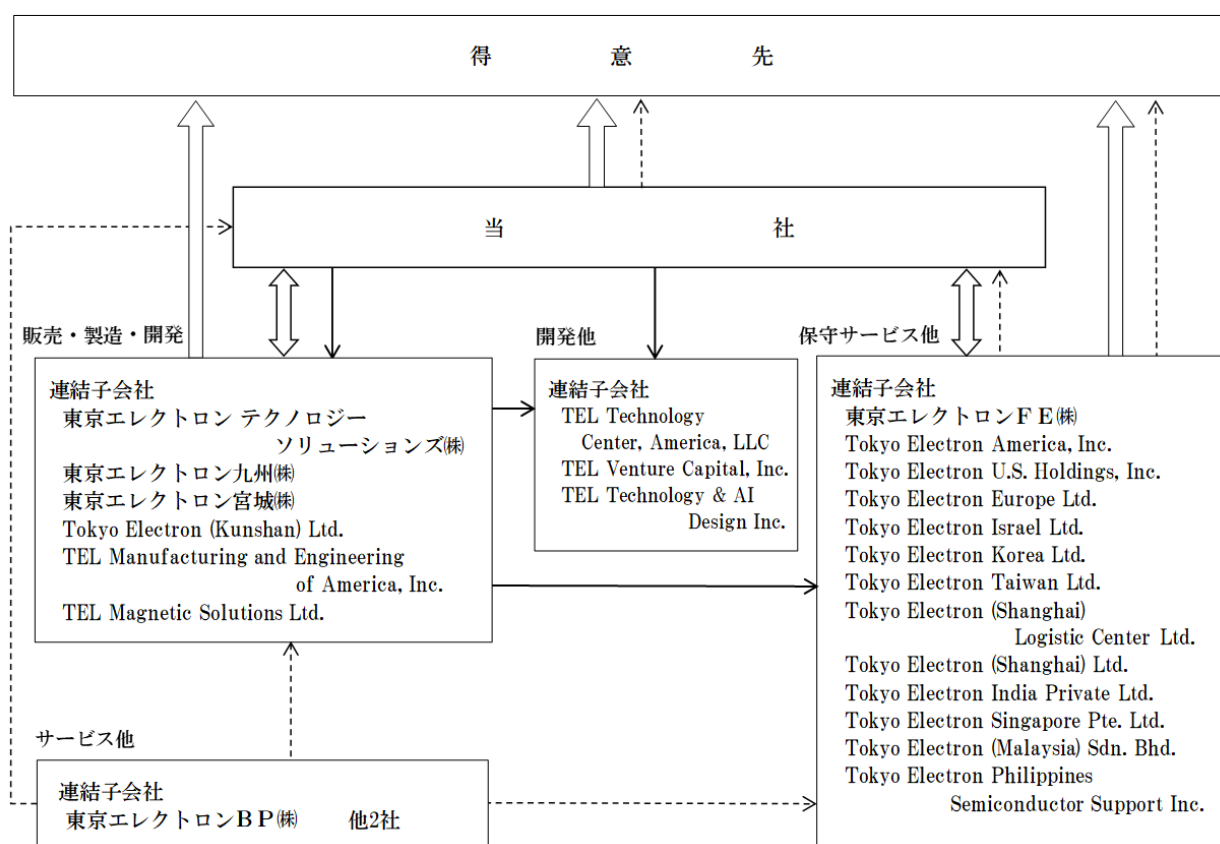 得意先
当社
販売・製造・開発
連結子会社
東京エレクトロン テクノロジー
ソリューションズ㈱
東京エレクトロン九州㈱
東京エレクトロン宮城㈱
Tokyo Electron (Kunshan) Ltd.
TEL Manufacturing and Engineering
of America, Inc.
TEL Magnetic Solutions Ltd.
開発他
連結子会社
TEL Technology
Center, America, LLC
TEL Venture Capital, Inc.
TEL Technology & AI
Design Inc.
保守サービス他
連結子会社
東京エレクトロンＦＥ㈱
Tokyo Electron America, Inc.
Tokyo Electron U.S. Holdings, Inc.
Tokyo Electron Europe Ltd.
Tokyo Electron Israel Ltd.
Tokyo Electron Korea Ltd.
Tokyo Electron Taiwan Ltd.
Tokyo Electron (Shanghai)
Logistic Center Ltd.
Tokyo Electron (Shanghai) Ltd.
Tokyo Electron India Private Ltd.
Tokyo Electron Singapore Pte. Ltd.
Tokyo Electron (Malaysia) Sdn. Bhd.
Tokyo Electron Philippines
Semiconductor Support Inc.
サービス他
連結子会社
東京エレクトロンＢＰ㈱　他2社